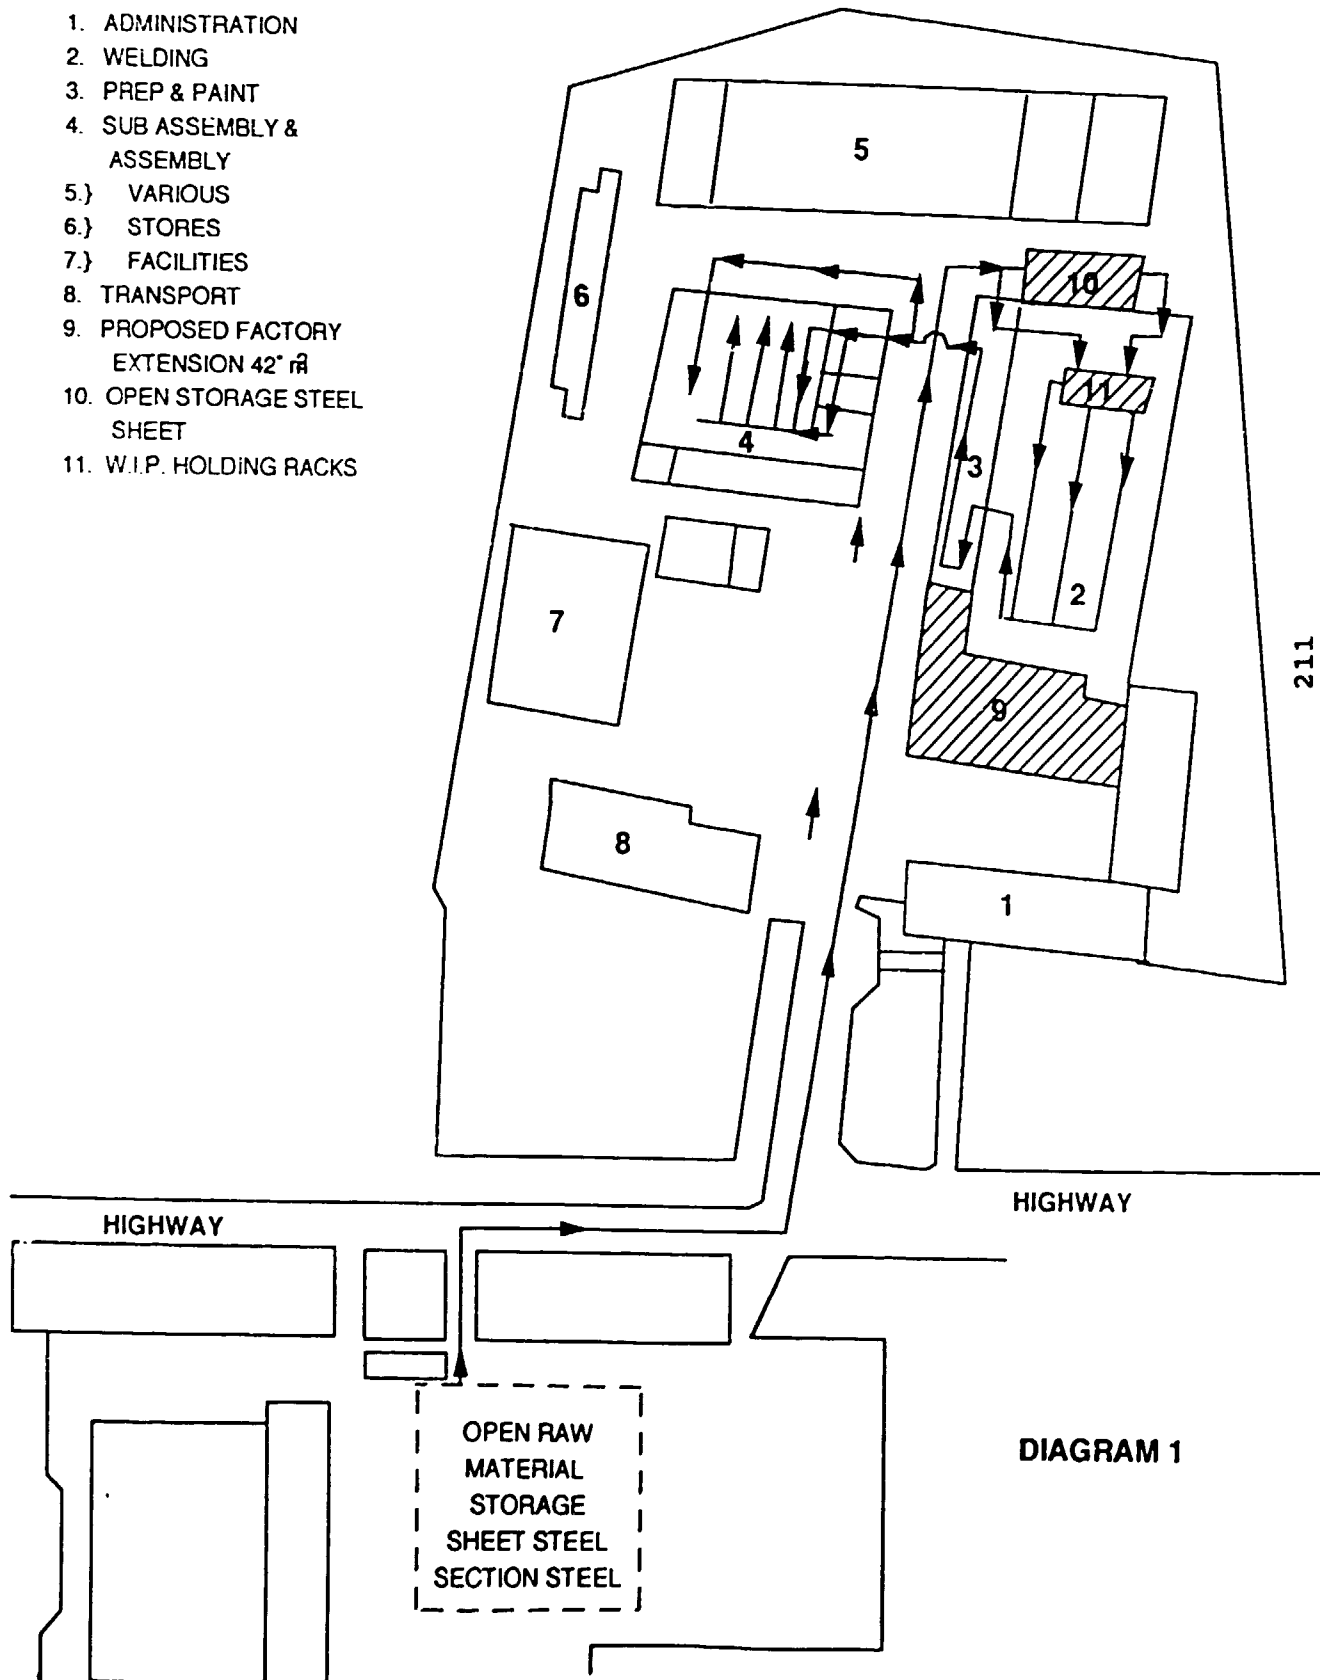 1. ADMINISTRATION
2. WELDING
3. PREP & PAINT
4. SUB ASSEMBLY &
ASSEMBLY
5.} VARIOUS
6.} STORES
7.} FACILITIES
8. TRANSPORT
9. PROPOSED FACTORY
EXTENSION 42
10. OPEN STORAGE STEEL
SHEET
11. W.I.P. HOLDING RACKS
5
6
10
11
4
3
2
7
9
8
1
211
HIGHWAY
HIGHWAY
OPEN RAW
MATERIAL
STORAGE
SHEET STEEL
SECTION STEEL
DIAGRAM 1